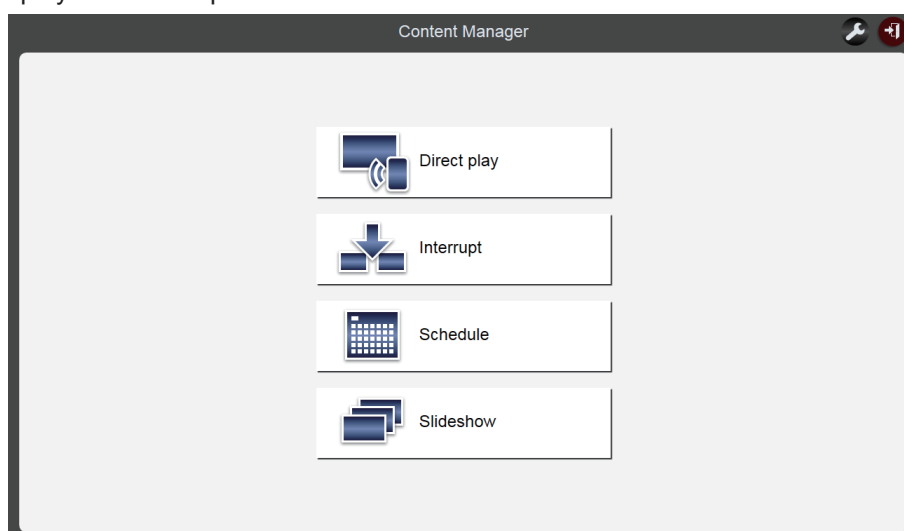 Content Manager
Direct play
Interrupt
Schedule
Slideshow